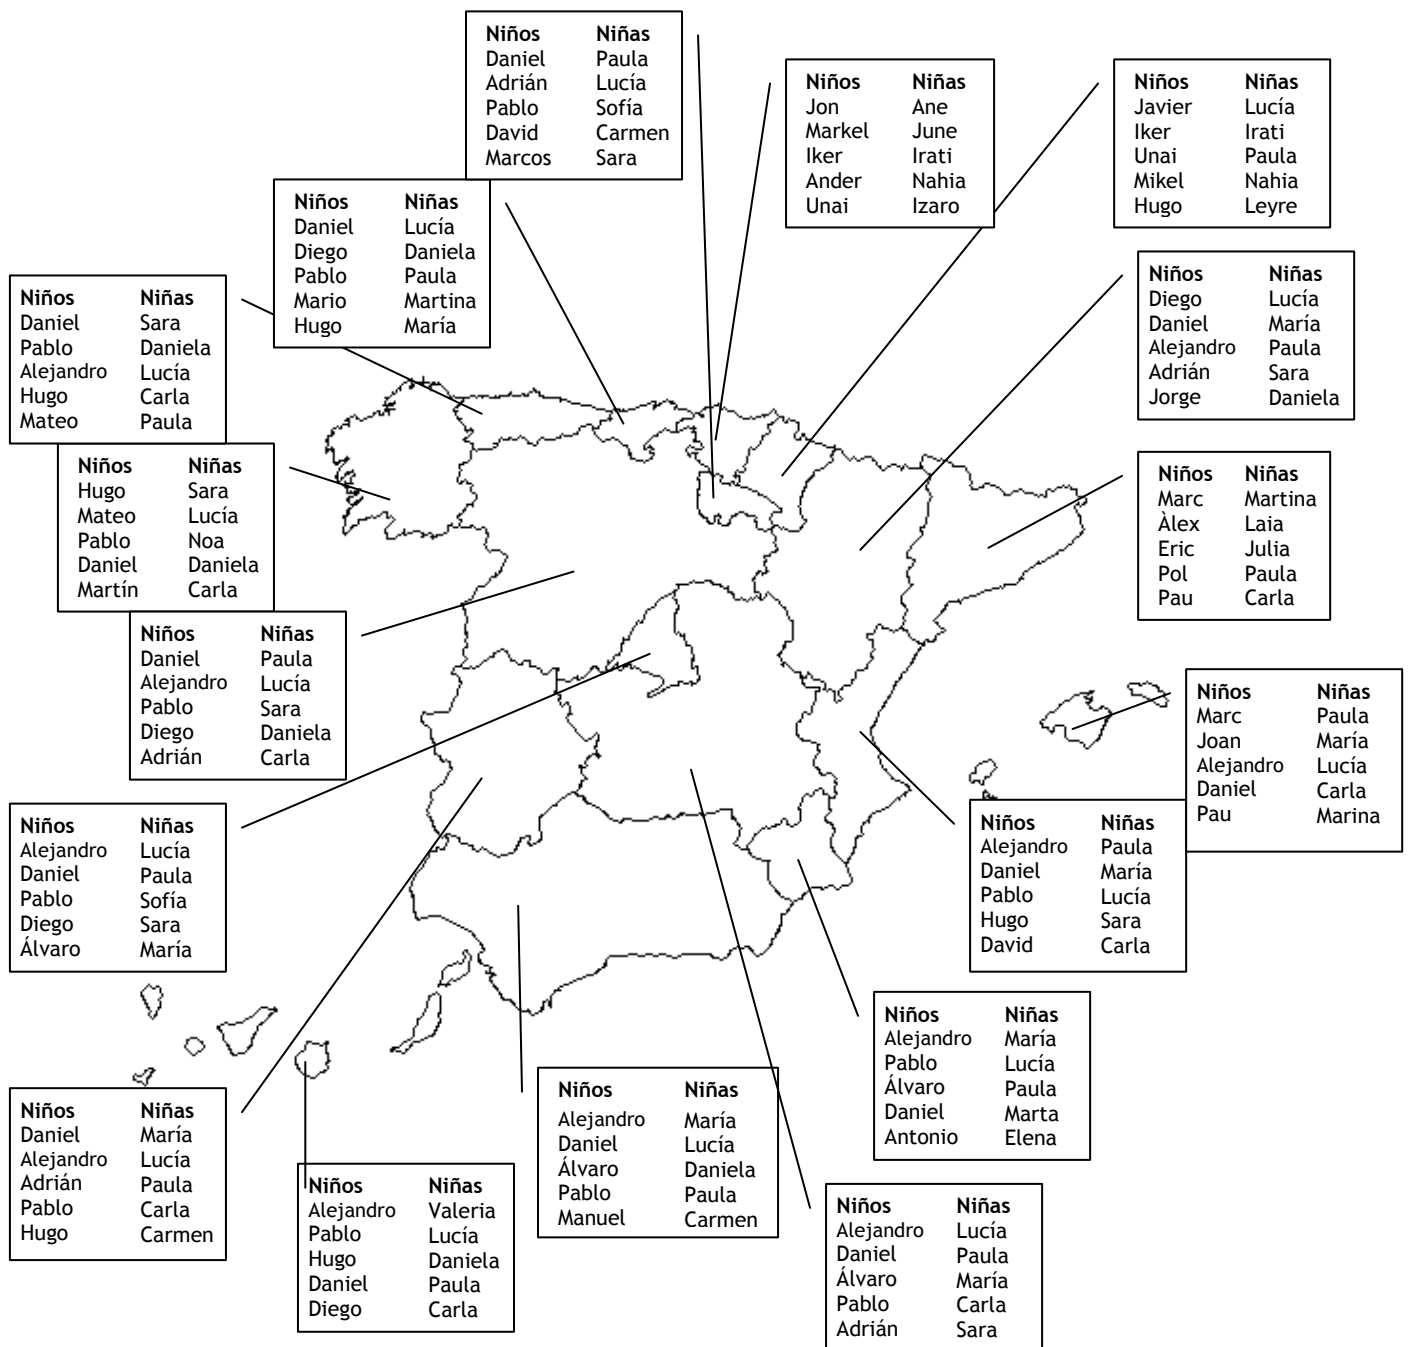 Niños Niñas
Daniel Paula
Adrián Lucía
Pablo Sofía
David Carmen
Marcos Sara
Niños Niñas
Jon Ane
Markel June
Iker Irati
Ander Nahia
Unai Izaro
Niños Niñas
Javier Lucía
Iker Irati
Unai Paula
Mikel Nahia
Hugo Leyre
Niños Niñas
Daniel Lucía
Diego Daniela
Pablo Paula
Mario Martina
Hugo María
Niños Niñas
Diego Lucía
Daniel María
Alejandro Paula
Adrián Sara
Jorge Daniela
Niños Niñas
Daniel Sara
Pablo Daniela
Alejandro Lucía
Hugo Carla
Mateo Paula
Niños Niñas
Hugo Sara
Mateo Lucía
Pablo Noa
Daniel Daniela
Martín Carla
Niños Niñas
Marc Martina
Àlex Laia
Eric Julia
Pol Paula
Pau Carla
Niños Niñas
Daniel Paula
Alejandro Lucía
Pablo Sara
Diego Daniela
Adrián Carla
Niños Niñas
Marc Paula
Joan María
Alejandro Lucía
Daniel Carla
Pau Marina
Niños Niñas
Alejandro Lucía
Daniel Paula
Pablo Sofía
Diego Sara
Álvaro María
Niños Niñas
Alejandro Paula
Daniel María
Pablo Lucía
Hugo Sara
David Carla
Niños Niñas
Alejandro María
Pablo Lucía
Álvaro Paula
Daniel Marta
Antonio Elena
Niños Niñas
Daniel María
Alejandro Lucía
Adrián Paula
Pablo Carla
Hugo Carmen
Niños Niñas
Alejandro María
Daniel Lucía
Álvaro Daniela
Pablo Paula
Manuel Carmen
Niños Niñas
Alejandro Valeria
Pablo Lucía
Hugo Daniela
Daniel Paula
Diego Carla
Niños Niñas
Alejandro Lucía
Daniel Paula
Álvaro María
Pablo Carla
Adrián Sara